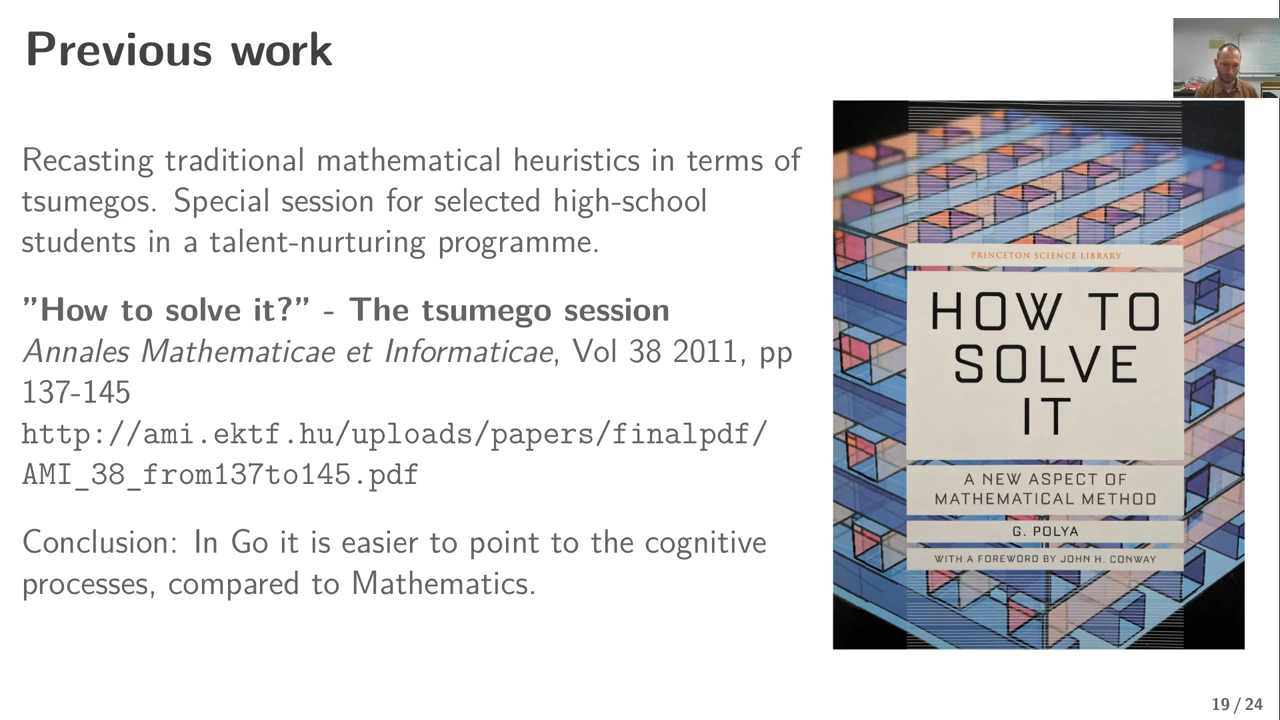 Previous work
Recasting traditional mathematical heuristics in terms of
tsumegos. Special session for selected high-school
students in a talent-nurturing programme.
”How to solve it?” - The tsumego session
Annales Mathematicae et Informaticae, Vol 38 2011, pp
137-145
http://ami.ektf.hu/uploads/papers/finalpdf/
AMI_38_from137to145.pdf
Conclusion: In Go it is easier to point to the cognitive
processes, compared to Mathematics.
PRINCETON SCIENCE LIBRARY
HOW TO
SOLVE
IT
A NEW ASPECT OF
MATHEMATICAL METHOD
G. POLYA
WITH A FOREWORD BY JOHN H. CONWAY
19 / 24